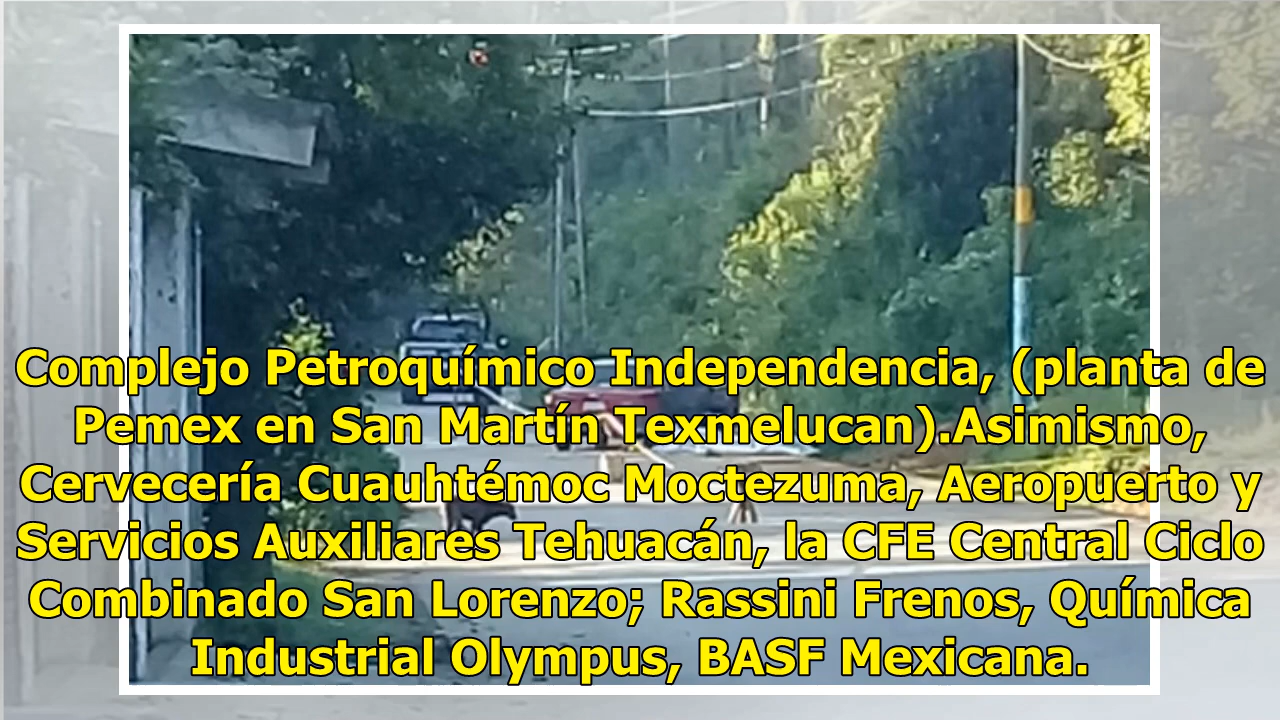 Complejo Petroquímico Independencia, (planta de
Pemex en San Martín Texmelucan).Asimismo,
Cervecería Cuauhtémoc Moctezuma, Aeropuerto y
Servicios Auxiliares Tehuacán, la CFE Central Ciclo
Combinado San Lorenzo; Rassini Frenos, Química
Industrial Olympus, BASF Mexicana.